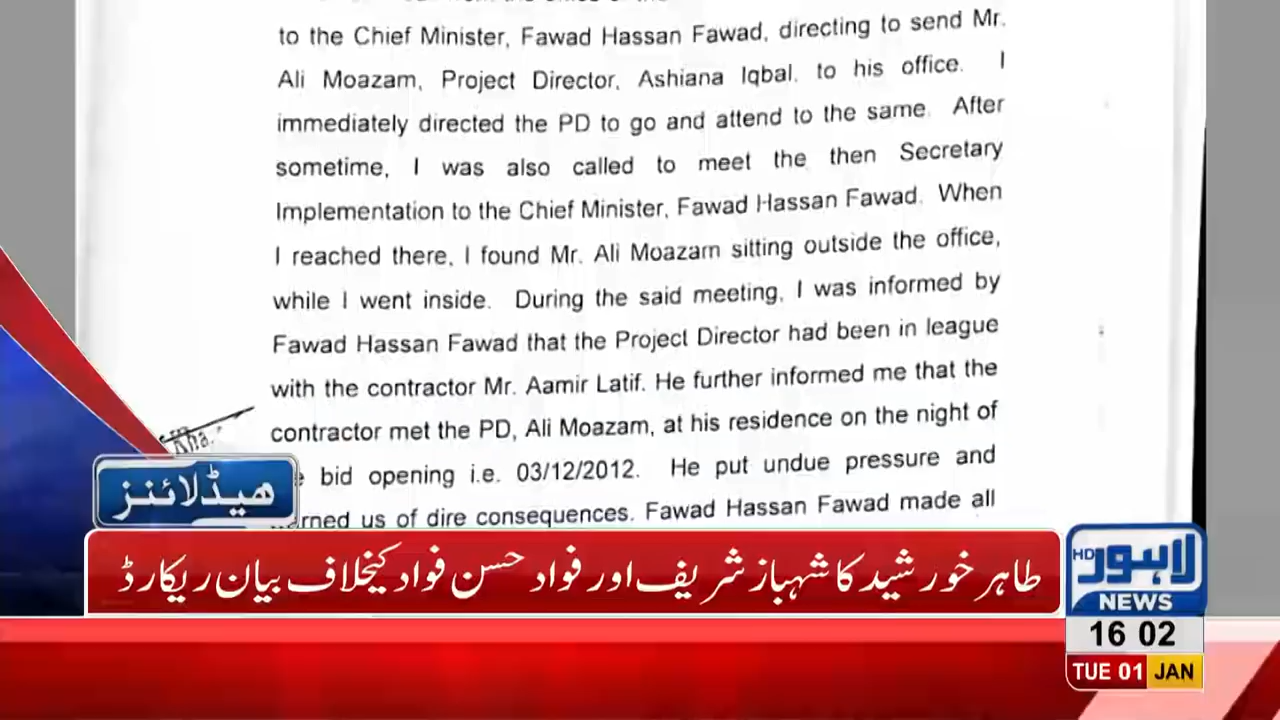 to the Chief Minister, Fawad Hassan Fawad, directing to send Mr.
Ali Moazam, Project Director, Ashiana Iqbal, to his office. I
immediately directed the PD to go and attend to the same. After
sometime, I was also called to meet the then Secretary
Implementation to the Chief Minister, Fawad Hassan Fawad. When
I reached there, I found Mr. Ali Moazam sitting outside the office,
while I went inside. During the said meeting, I was informed by
Fawad Hassan Fawad that the Project Director had been in league
with the contractor Mr. Aamir Latif. He further informed me that the
contractor met the PD, Ali Moazam, at his residence on the night of
bid opening i.e. 03/12/2012. He put undue pressure and
us of dire consequences. Fawad Hassan Fawad made all
ہیڈلائنز
طاہر خورشید کا شہباز شریف اور فواد حسن فواد کیخلاف بیان ریکارڈ
لاہور HD
NEWS
16 02
TUE 01 JAN